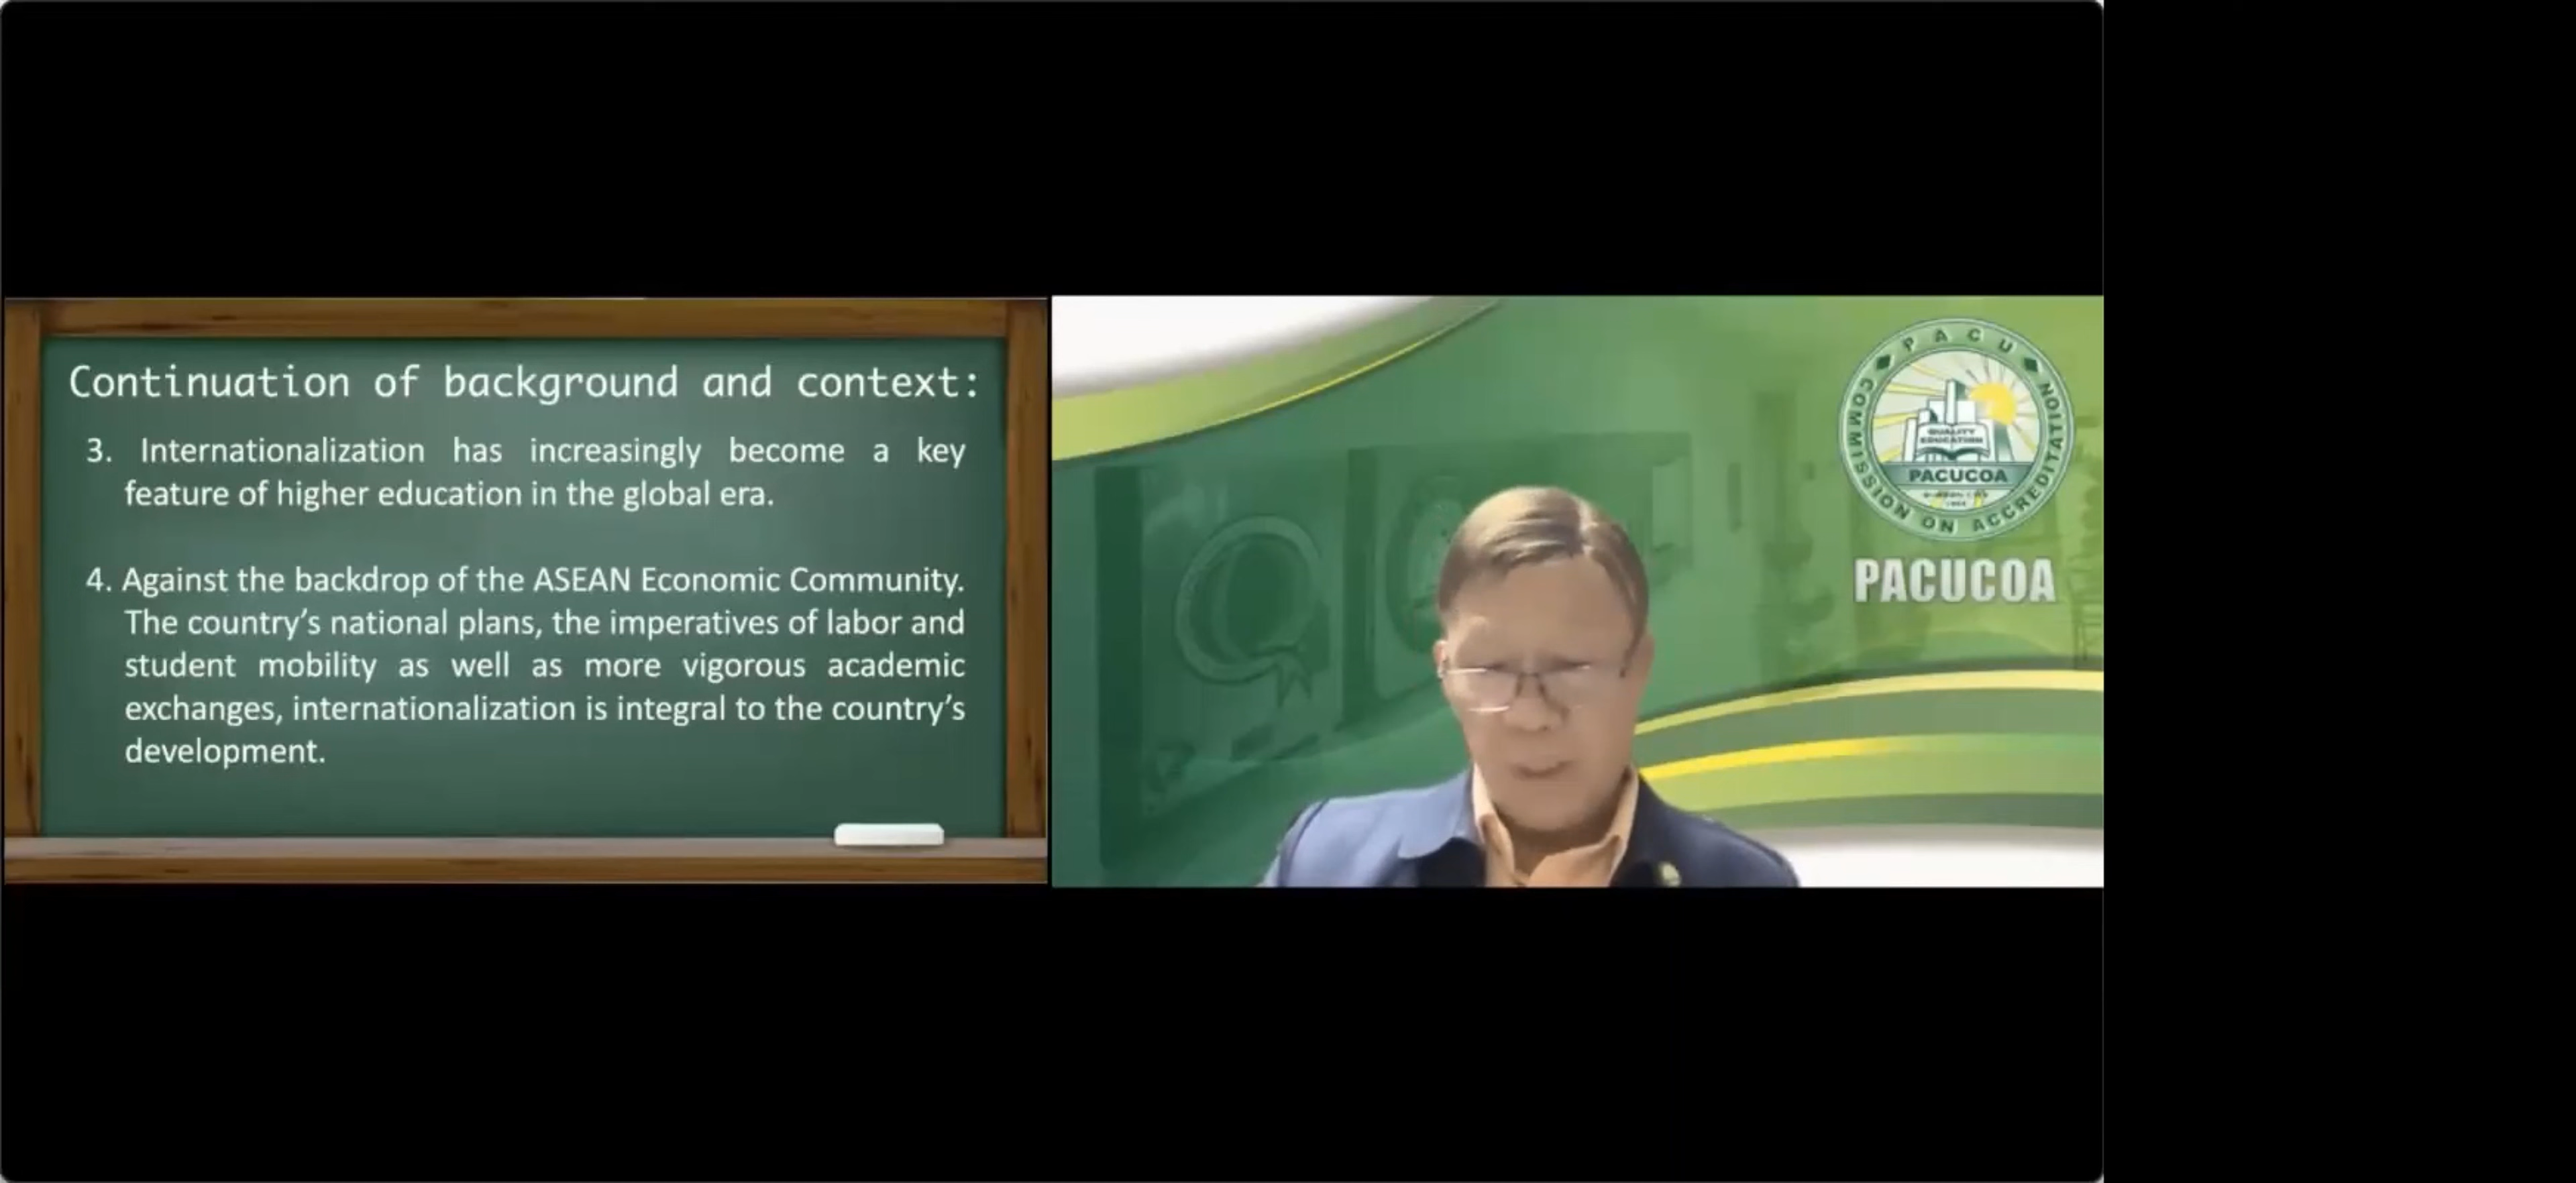 Continuation of background and context:
3. Internationalization has increasingly become a key
feature of higher education in the global era.
4. Against the backdrop of the ASEAN Economic Community.
The country’s national plans, the imperatives of labor and
student mobility as well as more vigorous academic
exchanges, internationalization is integral to the country’s
development.
PACU
COMMISSION ON ACCREDITATION
QUALITY
EDUCATION
PACUCOA
PACUCOA